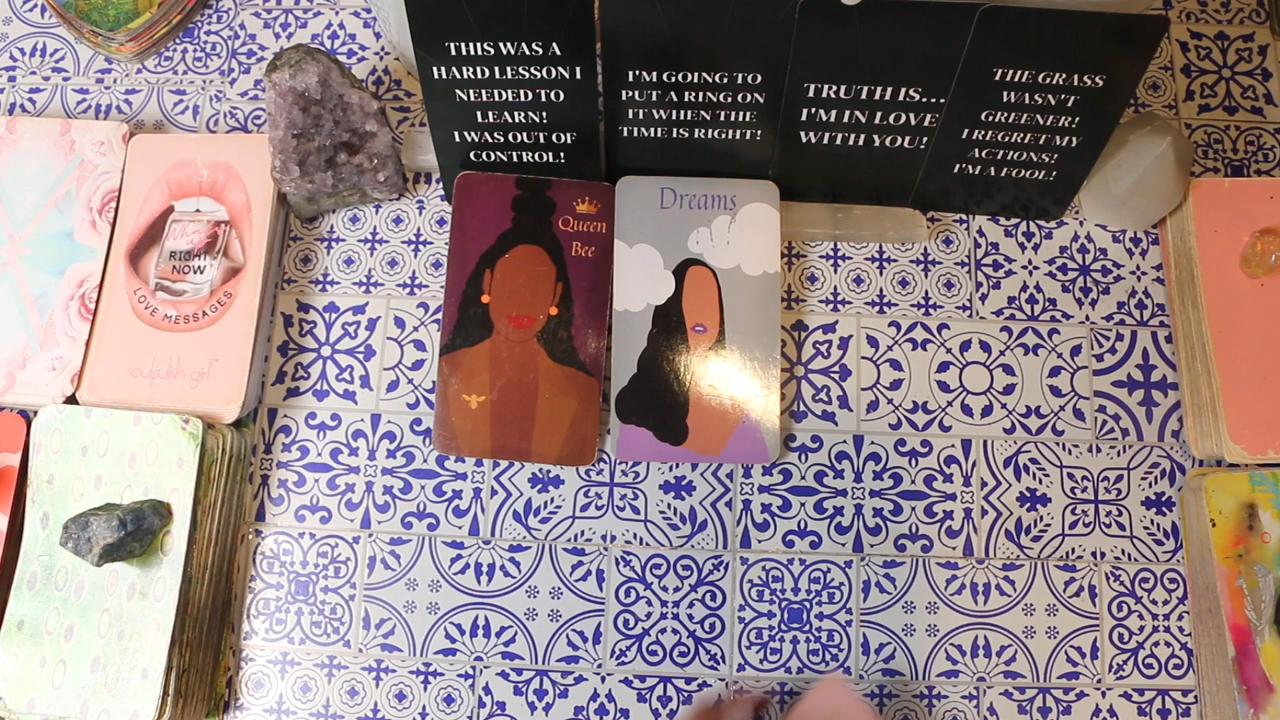 THIS WAS A
HARD LESSON I
NEEDED TO
LEARN!
I WAS OUT OF
CONTROL!
I'M GOING TO
PUT A RING ON
IT WHEN THE
TIME IS RIGHT!
TRUTH IS...
I'M IN LOVE
WITH YOU!
THE GRASS
WASN'T
GREENER!
I REGRET MY
ACTIONS!
I'M A FOOL!
Queen
Bee
Dreams
RIGHT
NOW
LOVE MESSAGES